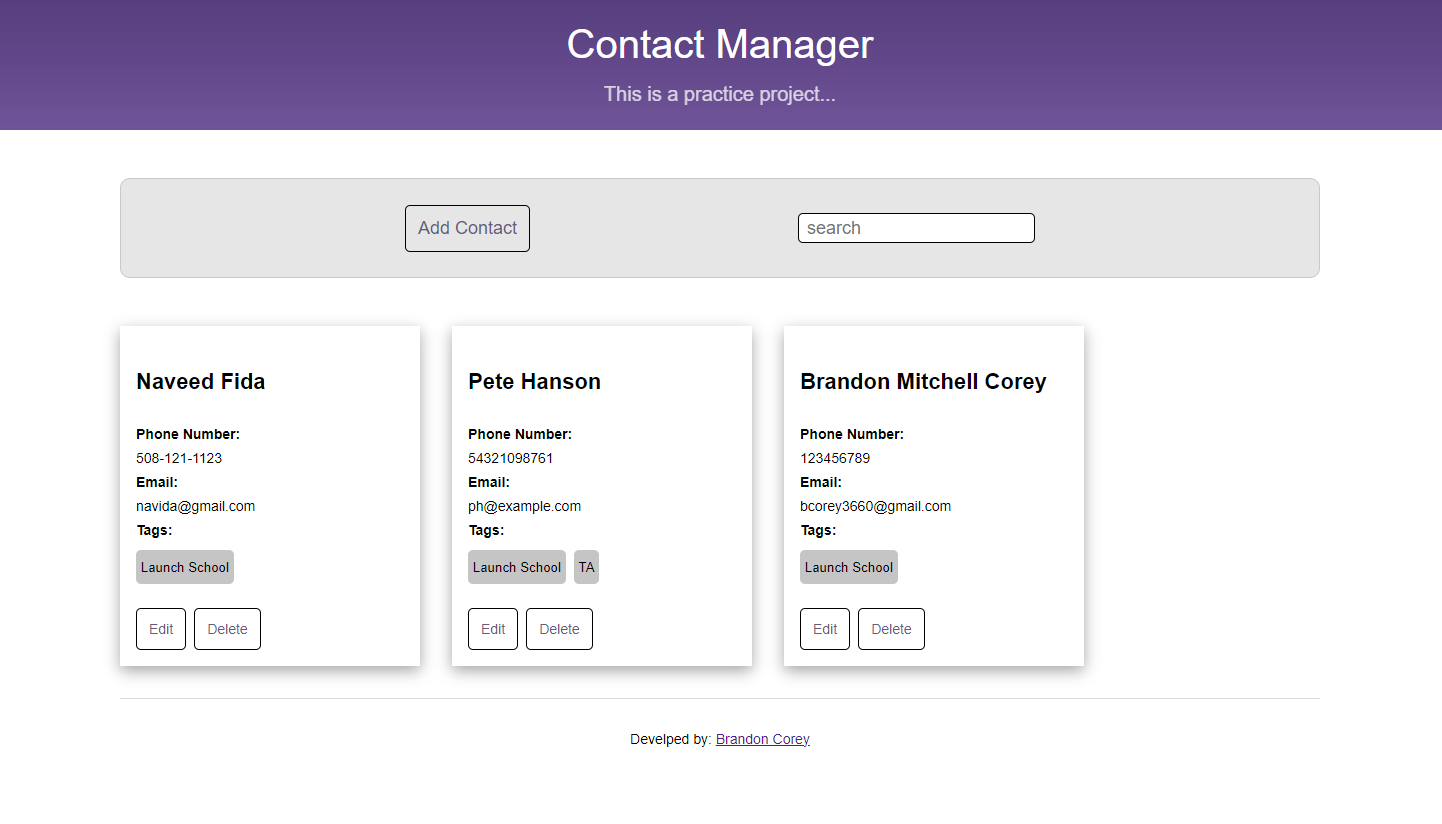 Contact Manager
This is a practice project...
Add Contact
search
Naveed Fida
Phone Number:
508-121-1123
Email:
navida@gmail.com
Tags:
Launch School
Edit Delete
Pete Hanson
Phone Number:
54321098761
Email:
ph@example.com
Tags:
Launch School TA
Edit Delete
Brandon Mitchell Corey
Phone Number:
123456789
Email:
bcorey3660@gmail.com
Tags:
Launch School
Edit Delete
Develped by: Brandon Corey